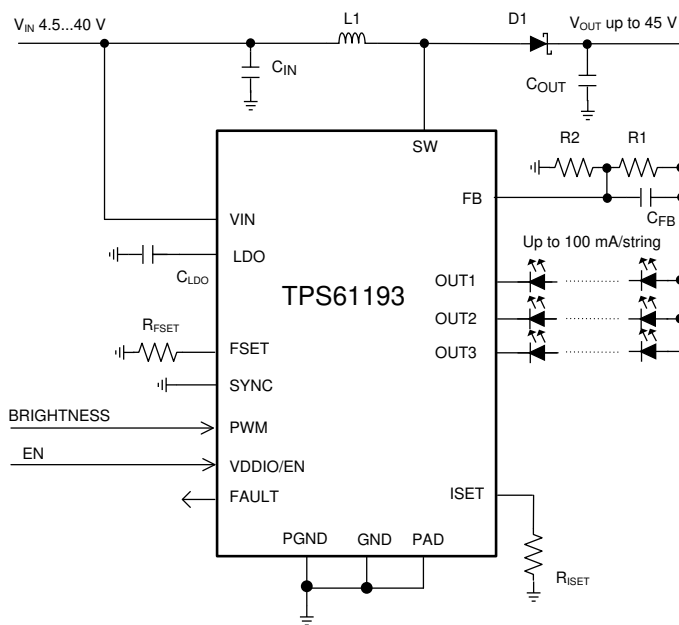 VIN 4.5...40 V
L1
D1
VOUT up to 45 V
CIN
COUT
SW
R2
R1
FB
CFB
VIN
LDO
CLDO
Up to 100 mA/string
TPS61193
OUT1
OUT2
OUT3
RFSET
FSET
SYNC
BRIGHTNESS
PWM
EN
VDDIO/EN
FAULT
ISET
PGND
GND
PAD
RISET